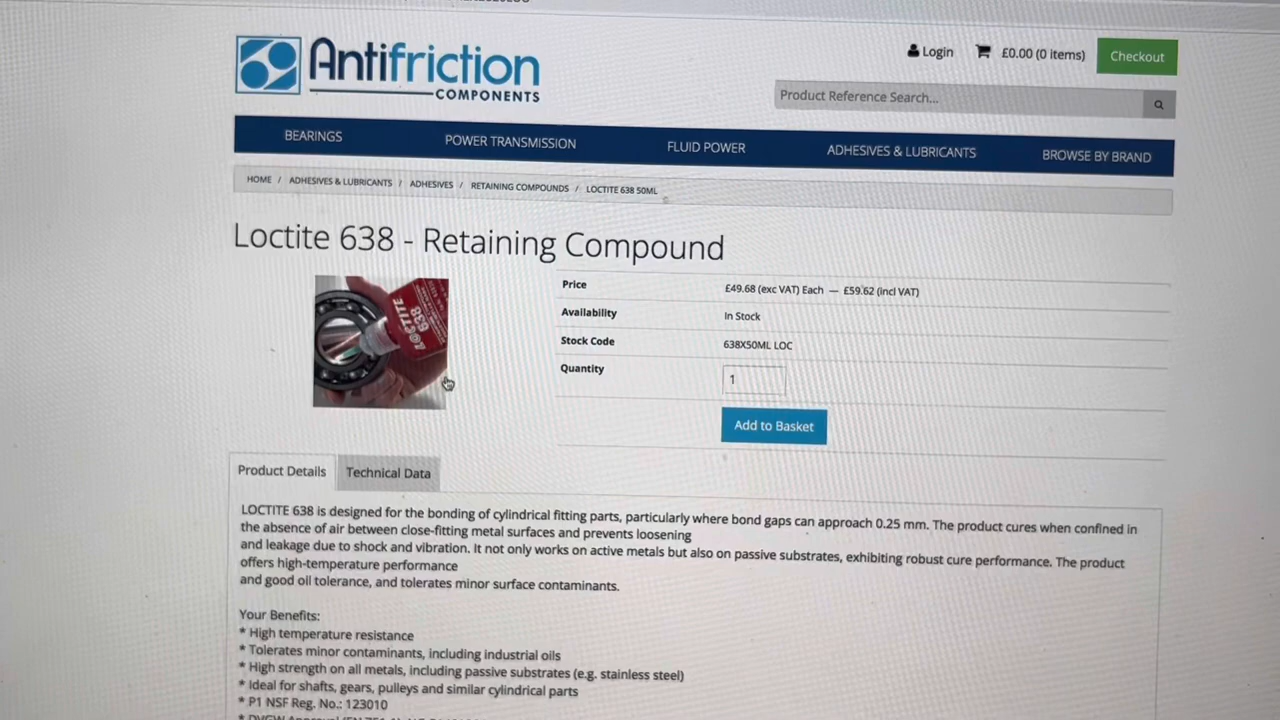 Antifriction
COMPONENTS
Login £0.00 (0 items) Checkout
Product Reference Search...
BEARINGS POWER TRANSMISSION FLUID POWER ADHESIVES & LUBRICANTS BROWSE BY BRAND
HOME / ADHESIVES & LUBRICANTS / ADHESIVES / RETAINING COMPOUNDS / LOCTITE 638 50ML
Loctite 638 - Retaining Compound
LOCTITE
638
Price £49.68 (exc VAT) Each — £59.62 (incl VAT)
Availability In Stock
Stock Code 638X50ML LOC
Quantity 1
Add to Basket
Product Details Technical Data
LOCTITE 638 is designed for the bonding of cylindrical fitting parts, particularly where bond gaps can approach 0.25 mm. The product cures when confined in
the absence of air between close-fitting metal surfaces and prevents loosening
and leakage due to shock and vibration. It not only works on active metals but also on passive substrates, exhibiting robust cure performance. The product
offers high-temperature performance
and good oil tolerance, and tolerates minor surface contaminants.
Your Benefits:
* High temperature resistance
* Tolerates minor contaminants, including industrial oils
* High strength on all metals, including passive substrates (e.g. stainless steel)
* Ideal for shafts, gears, pulleys and similar cylindrical parts
* P1 NSF Reg. No.: 123010